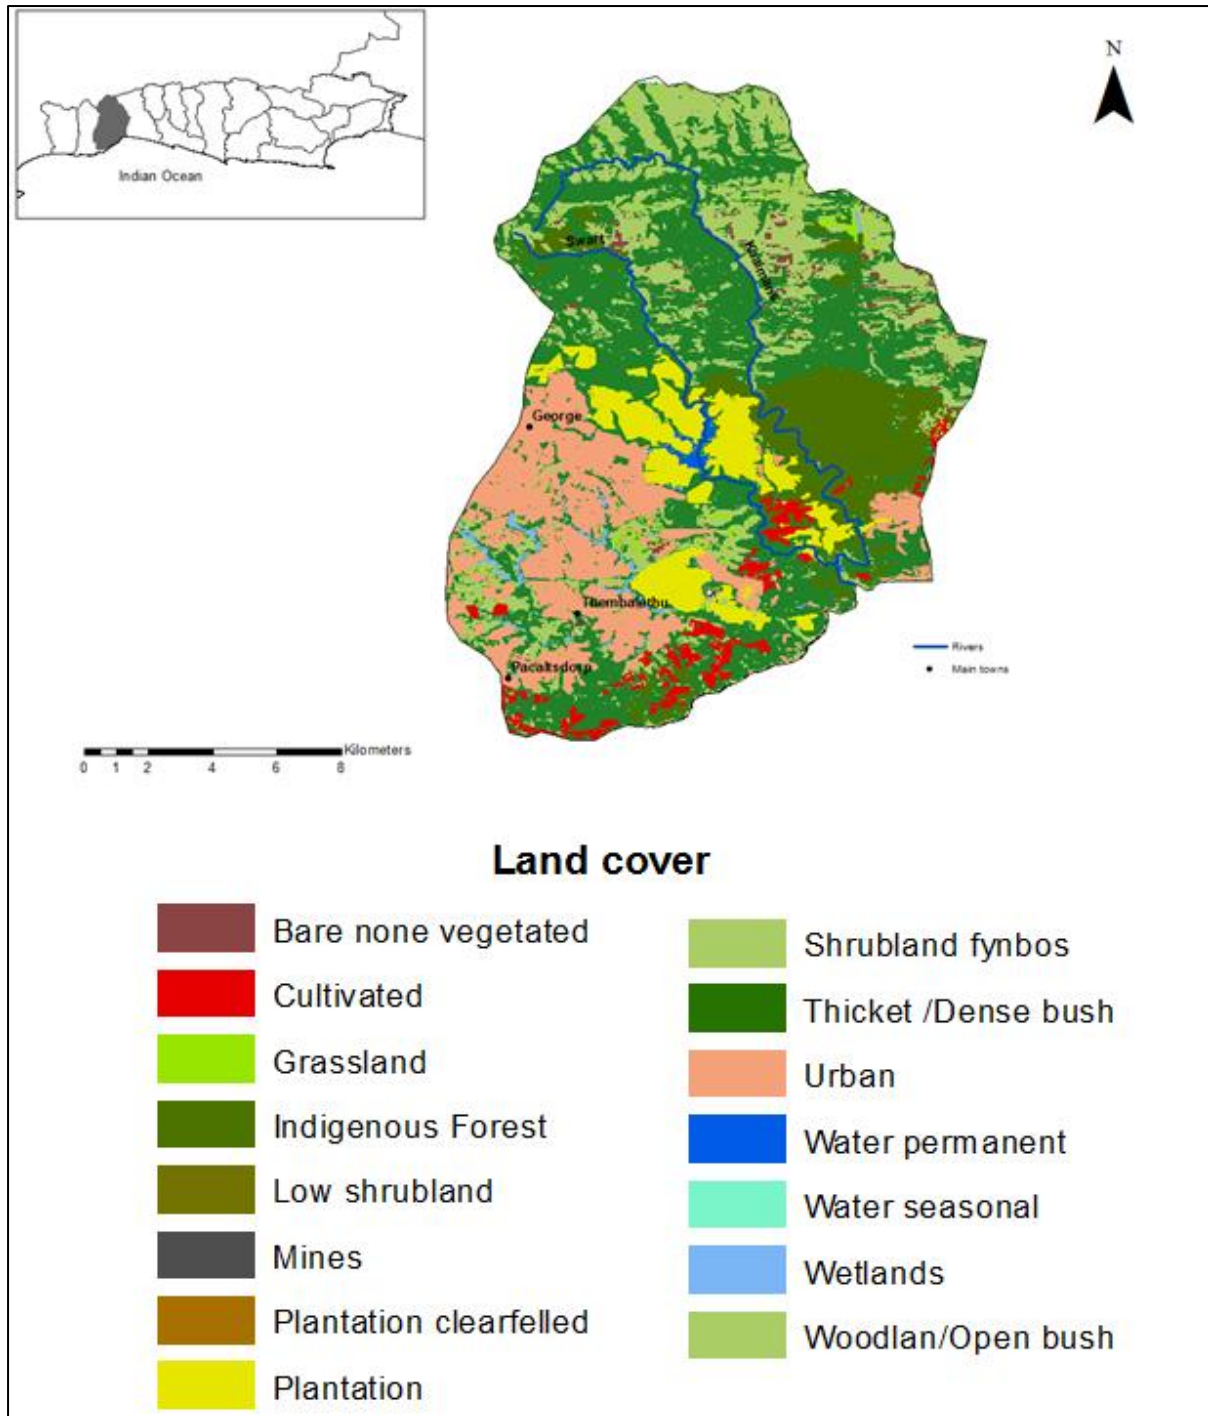 Indian Ocean
N
Swart
Kaaimans
George
Thembalethu
Pacaltsdorp
Rivers
Main towns
Kilometers
0 1 2 4 6 8
Land cover
Bare none vegetated
Cultivated
Grassland
Indigenous Forest
Low shrubland
Mines
Plantation clearfelled
Plantation
Shrubland fynbos
Thicket /Dense bush
Urban
Water permanent
Water seasonal
Wetlands
Woodlan/Open bush